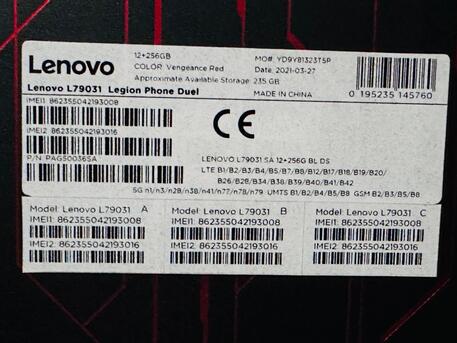 Lenovo
12+256GB
COLOR: Vengeance Red
Approximate Available Storage: 235 GB
MO#: YD9Y81323T5P
Date: 2021-03-27
Lenovo L79031 Legion Phone Duel
MADE IN CHINA
0 195235 145760
IMEI1: 862355042193008
IMEI2: 862355042193016
P/N: PAG50036SA
CE
LENOVO L79031 SA 12+256G BL DS
LTE B1/B2/B3/B4/B5/B7/B8/B12/B17/B18/B19/B20/
B26/B28/B34/B38/B39/B40/B41/B42
5G n1/n3/n28/n38/n41/n77/n78/n79 UMTS B1/B2/B4/B5/B8 GSM B2/B3/B5/B8
Model: Lenovo L79031 A
IMEI1: 862355042193008
IMEI2: 862355042193016
Model: Lenovo L79031 B
IMEI1: 862355042193008
IMEI2: 862355042193016
Model: Lenovo L79031 C
IMEI1: 862355042193008
IMEI2: 862355042193016